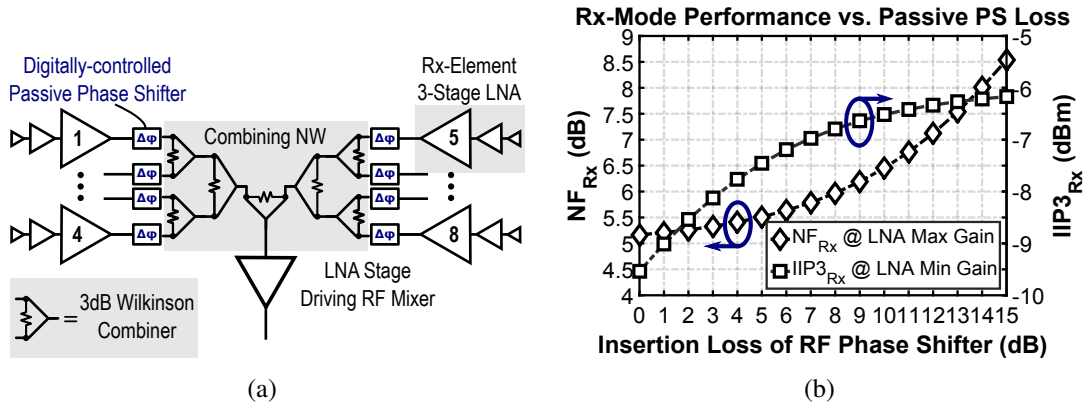 Digitally-controlled
Passive Phase Shifter
Rx-Element
3-Stage LNA
1
Δφ
Combining NW
Δφ
5
Δφ
Δφ
Δφ
Δφ
4
Δφ
Δφ
8
LNA Stage
Driving RF Mixer
= 3dB Wilkinson
Combiner
(a)
Rx-Mode Performance vs. Passive PS Loss
9
8.5
8
7.5
7
6.5
6
5.5
5
4.5
4
NF_Rx (dB)
-5
-6
-7
-8
-9
-10
IIP3_Rx (dBm)
NF_Rx @ LNA Max Gain
IIP3_Rx @ LNA Min Gain
0 1 2 3 4 5 6 7 8 9 10 11 12 13 14 15
Insertion Loss of RF Phase Shifter (dB)
(b)